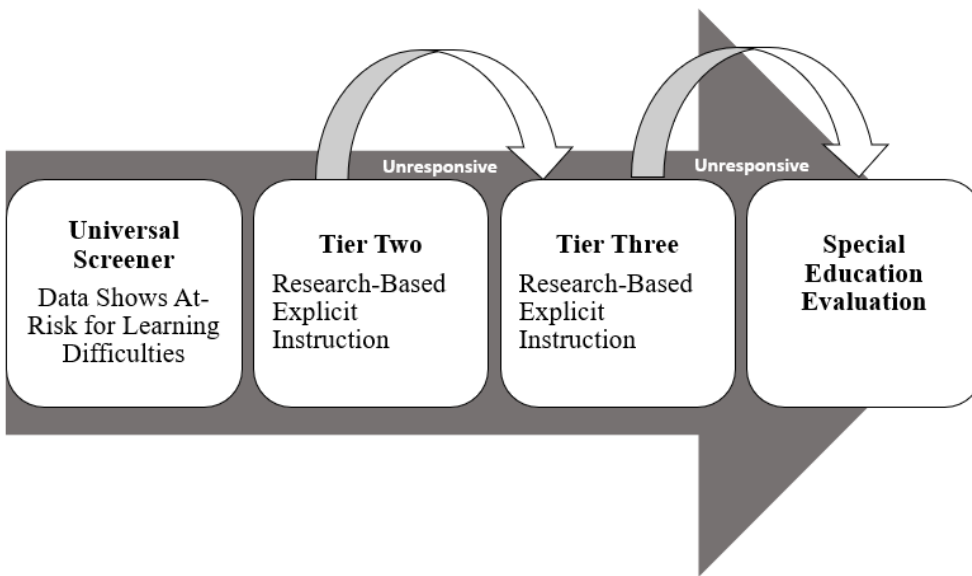 Unresponsive
Unresponsive
Universal
Screener
Data Shows At-
Risk for Learning
Difficulties
Tier Two
Research-Based
Explicit
Instruction
Tier Three
Research-Based
Explicit
Instruction
Special
Education
Evaluation